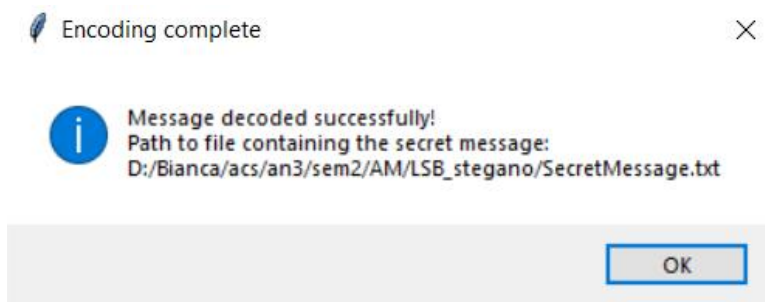 Encoding complete
Message decoded successfully!
Path to file containing the secret message:
D:/Bianca/acs/an3/sem2/AM/LSB_stegano/SecretMessage.txt
OK